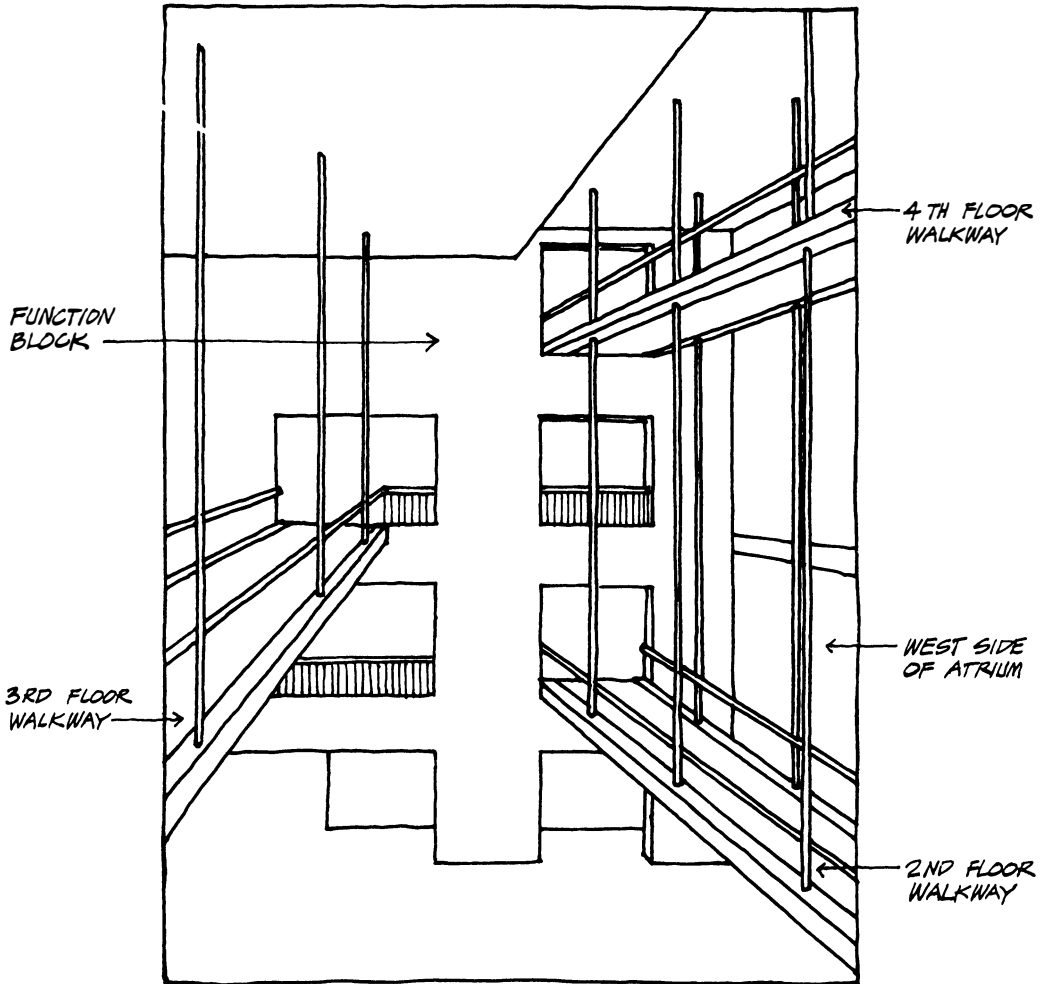 4TH FLOOR
WALKWAY
FUNCTION
BLOCK
WEST SIDE
OF ATRIUM
3RD FLOOR
WALKWAY
2ND FLOOR
WALKWAY